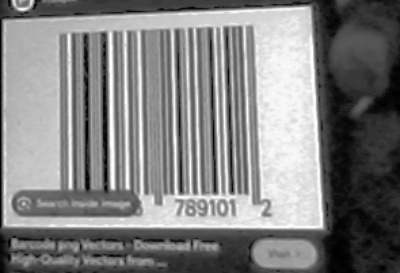 Search inside image
789101 2
Barcode png Vectors - Download Free
High-Quality Vectors from ...
Visit >